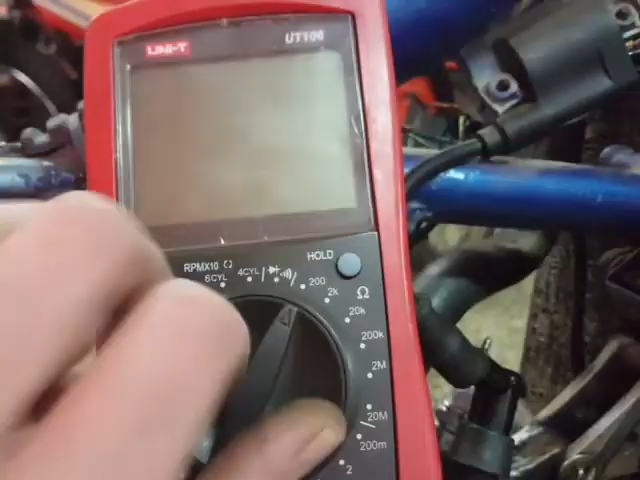 UNI-T
UT106
HOLD
RPMX10
6CYL
4CYL
200
Ω
2K
20k
200k
2M
20M
200m
2